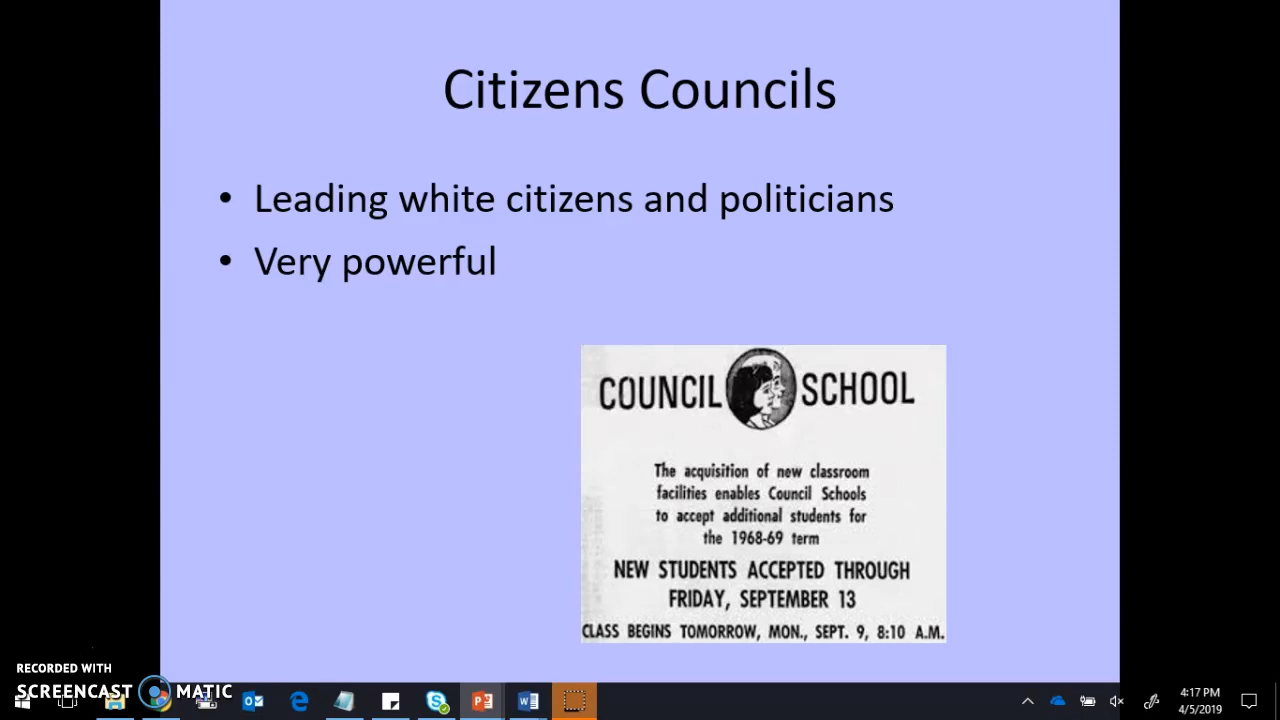 Citizens Councils
• Leading white citizens and politicians
• Very powerful
COUNCIL SCHOOL
The acquisition of new classroom
facilities enables Council Schools
to accept additional students for
the 1968-69 term
NEW STUDENTS ACCEPTED THROUGH
FRIDAY, SEPTEMBER 13
CLASS BEGINS TOMORROW, MON., SEPT. 9, 8:10 A.M.
RECORDED WITH
SCREENCAST MATIC
4:17 PM
4/5/2019